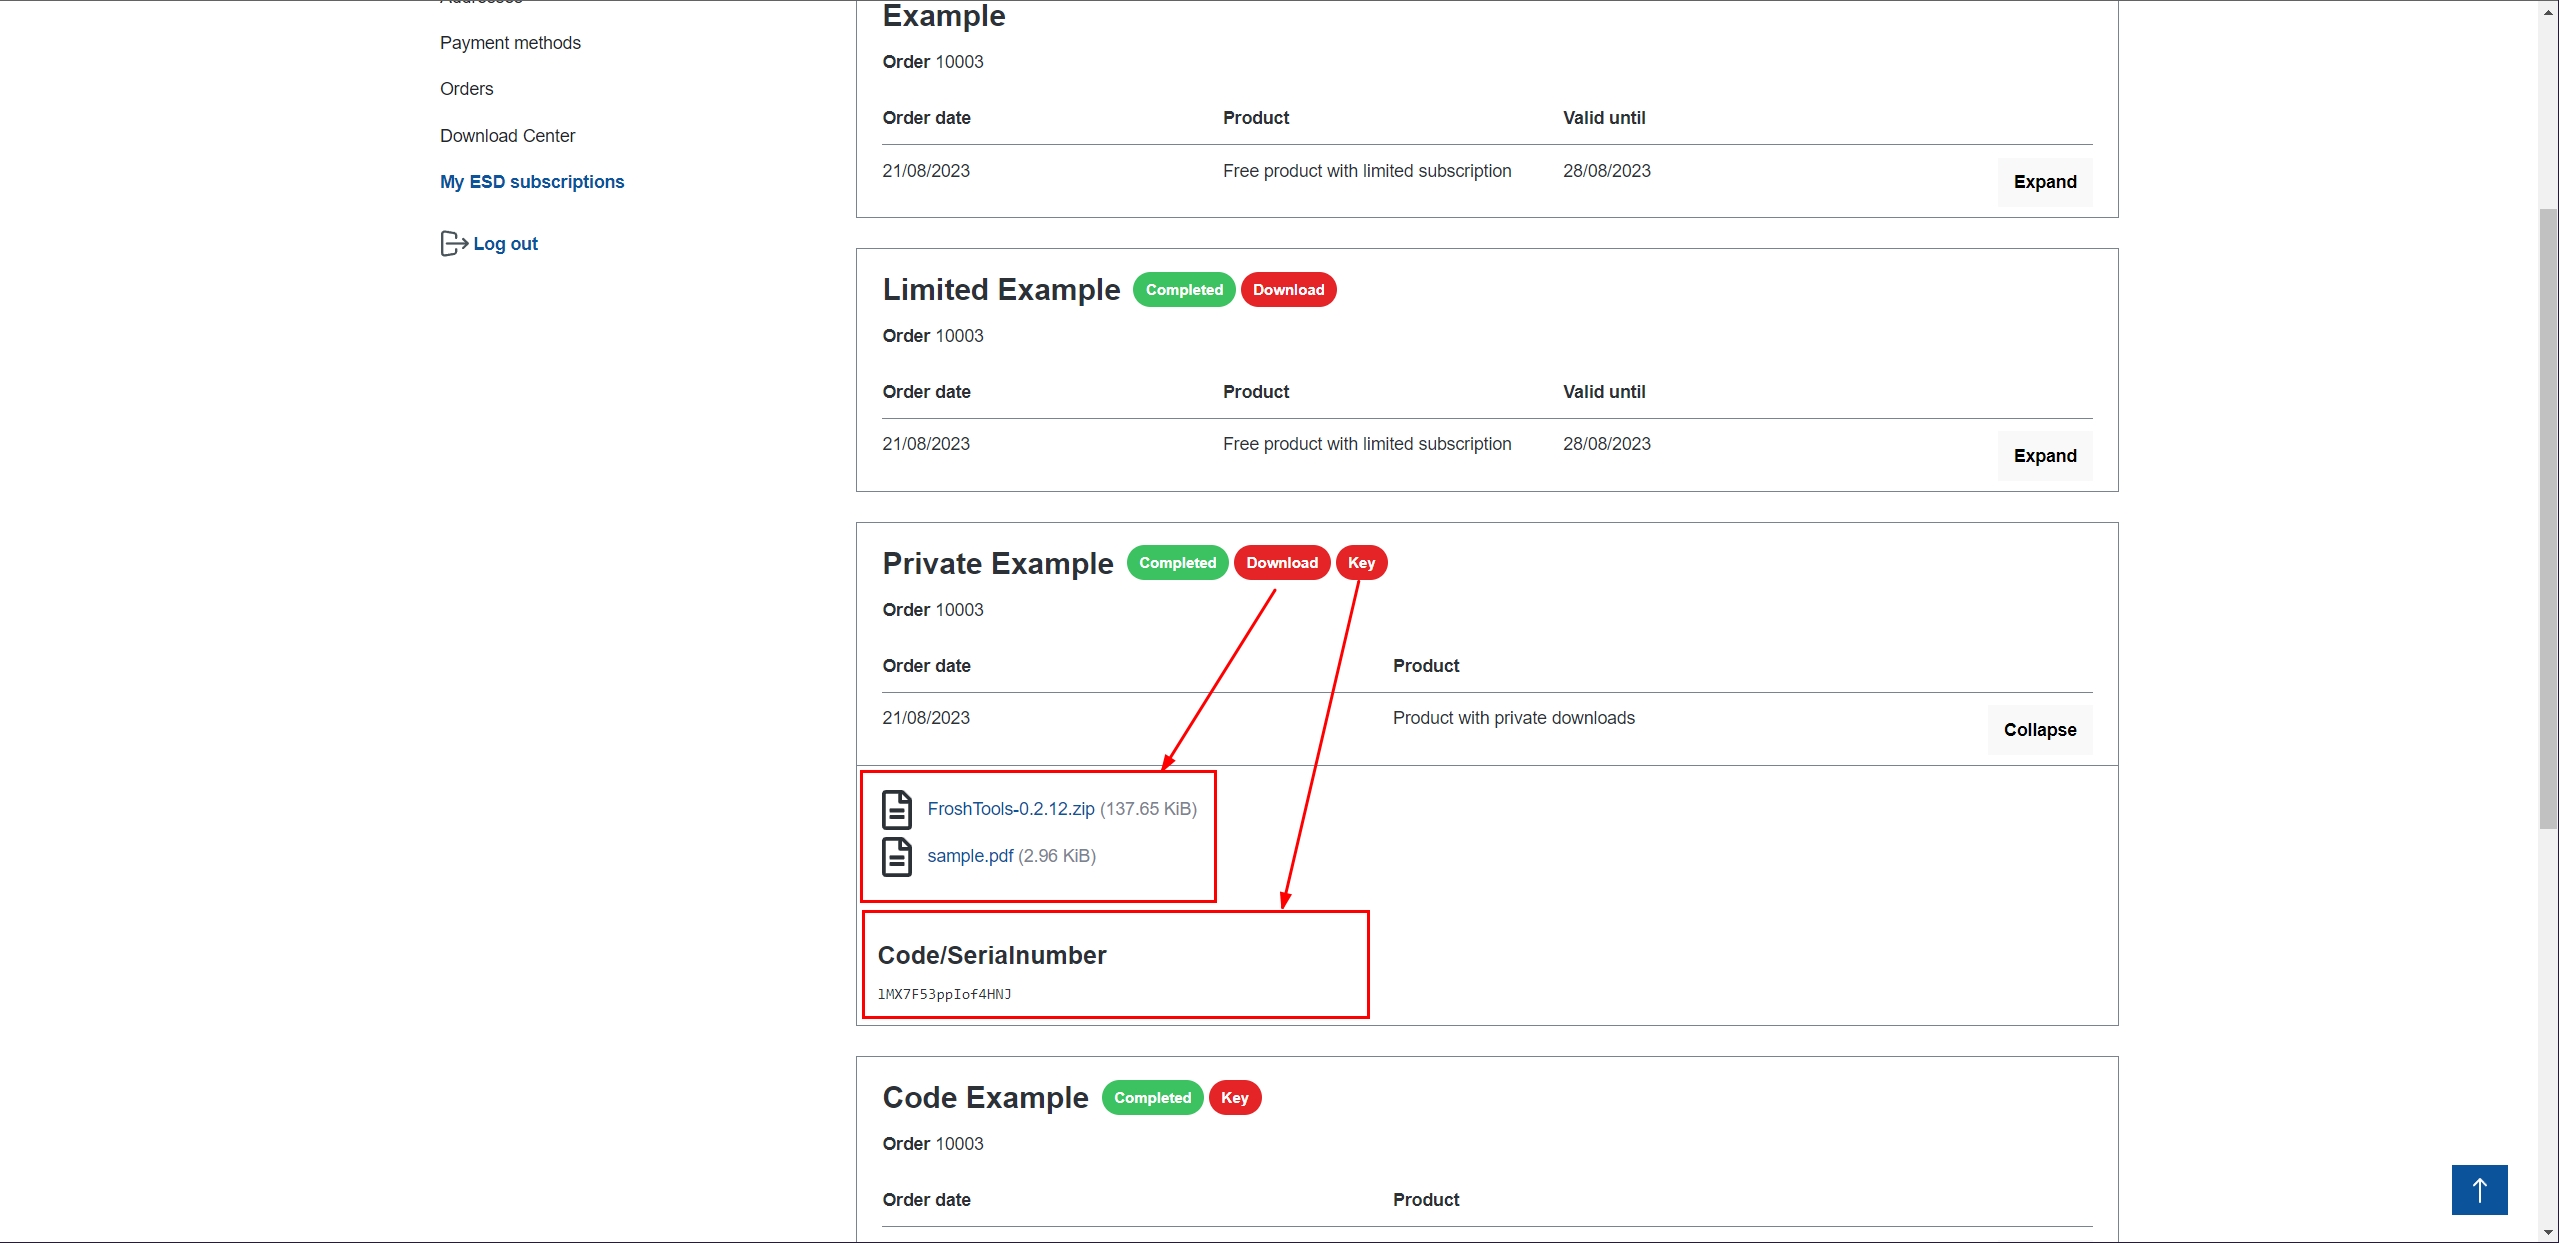 Addresses
Payment methods
Orders
Download Center
My ESD subscriptions
Log out
Example
Order 10003
Order date Product Valid until
21/08/2023 Free product with limited subscription 28/08/2023
Expand
Limited Example Completed Download
Order 10003
Order date Product Valid until
21/08/2023 Free product with limited subscription 28/08/2023
Expand
Private Example Completed Download Key
Order 10003
Order date Product
21/08/2023 Product with private downloads
Collapse
FroshTools-0.2.12.zip (137.65 KiB)
sample.pdf (2.96 KiB)
Code/Serialnumber
lMX7F53ppIof4HNJ
Code Example Completed Key
Order 10003
Order date Product